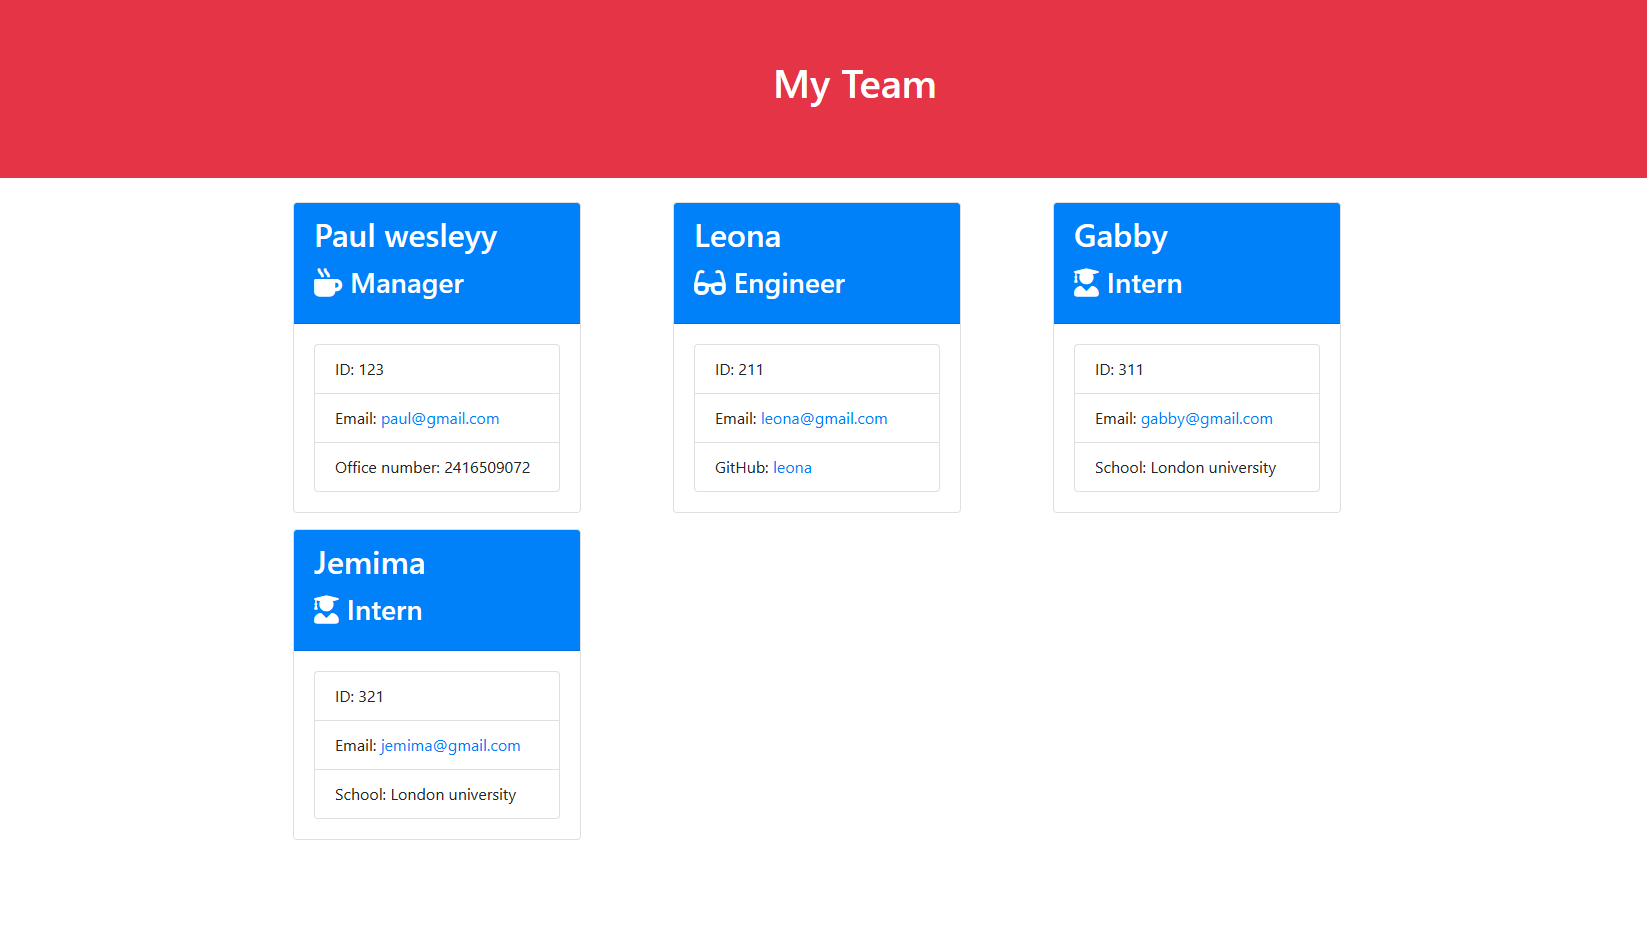 My Team
Paul wesleyy
Manager
ID: 123
Email: paul@gmail.com
Office number: 2416509072
Leona
Engineer
ID: 211
Email: leona@gmail.com
GitHub: leona
Gabby
Intern
ID: 311
Email: gabby@gmail.com
School: London university
Jemima
Intern
ID: 321
Email: jemima@gmail.com
School: London university